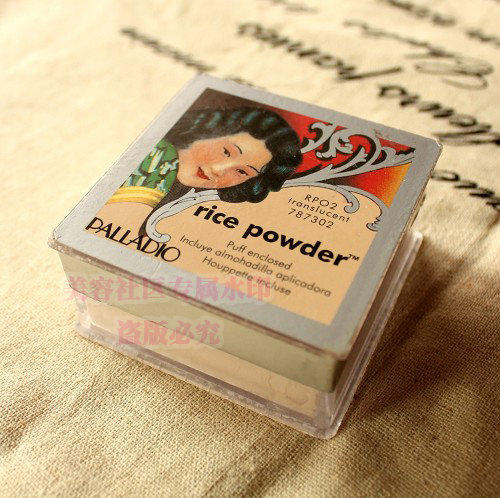 RPO2
translucent
787302
rice powder™
PALLADIO
Puff enclosed
Incluye almohadilla aplicadora
Houppette incluse
美容社区专属水印
盗版必究